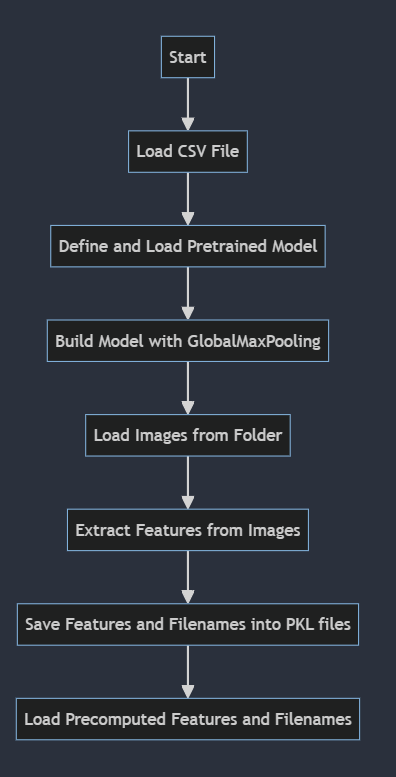 Start
Load CSV File
Define and Load Pretrained Model
Build Model with GlobalMaxPooling
Load Images from Folder
Extract Features from Images
Save Features and Filenames into PKL files
Load Precomputed Features and Filenames